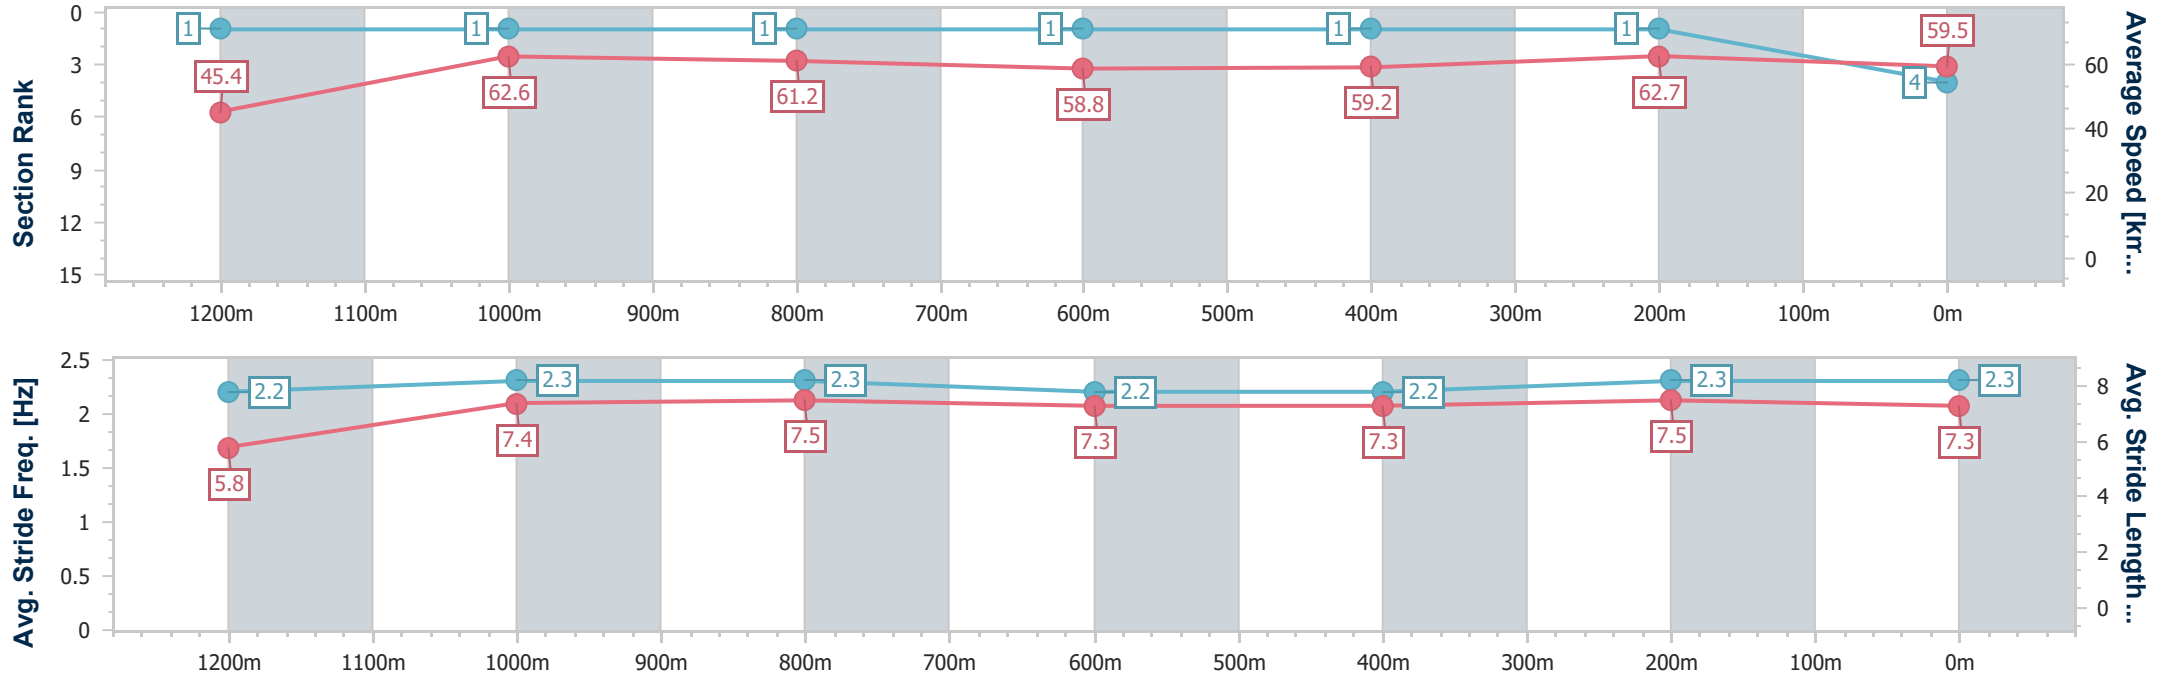 Section Rank
0
3
6
9
12
15
1
1
1
1
1
1
4
45.4
62.6
61.2
58.8
59.2
62.7
59.5
60
40
20
0
Average Speed [km...
1200m
1100m
1000m
900m
800m
700m
600m
500m
400m
300m
200m
100m
0m
Avg. Stride Freq. [Hz]
2.5
2
1.5
1
0.5
0
2.2
2.3
2.3
2.2
2.2
2.3
2.3
5.8
7.4
7.5
7.3
7.3
7.5
7.3
8
6
4
2
0
Avg. Stride Length...
1200m
1100m
1000m
900m
800m
700m
600m
500m
400m
300m
200m
100m
0m